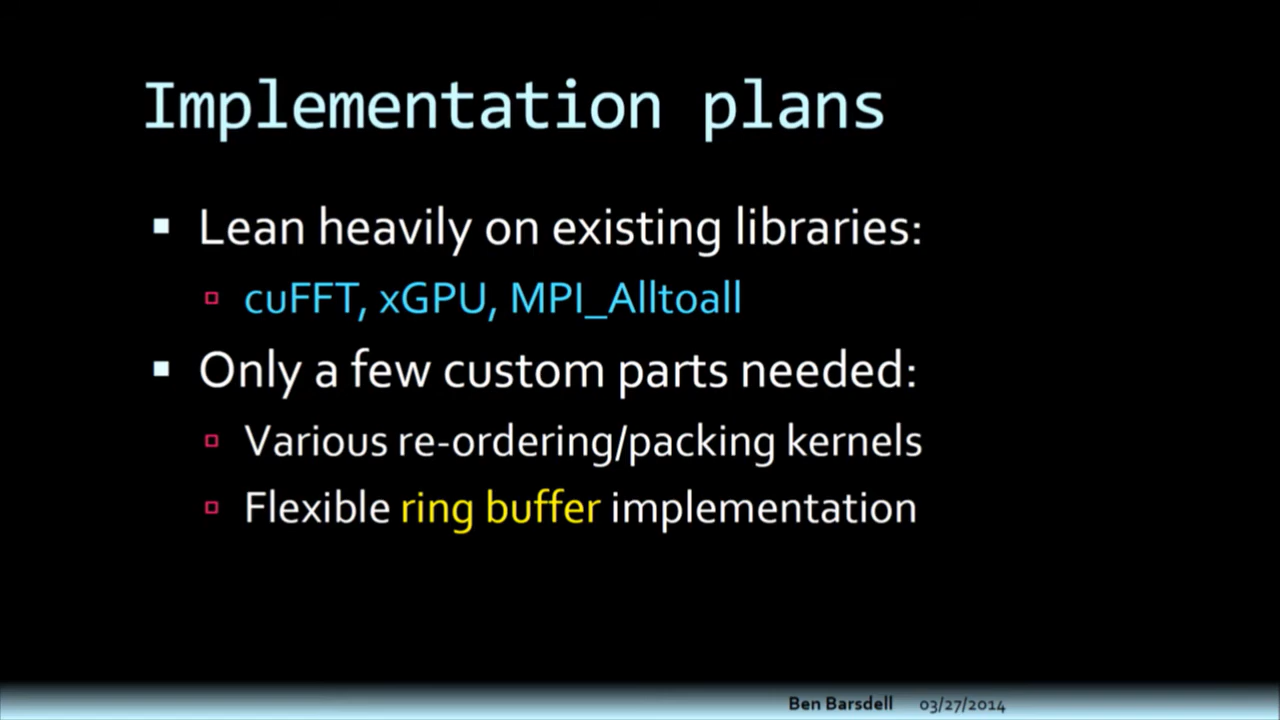 Implementation plans
Lean heavily on existing libraries:
cuFFT, xGPU, MPI_Alltoall
Only a few custom parts needed:
Various re-ordering/packing kernels
Flexible ring buffer implementation
Ben Barsdell 03/27/2014